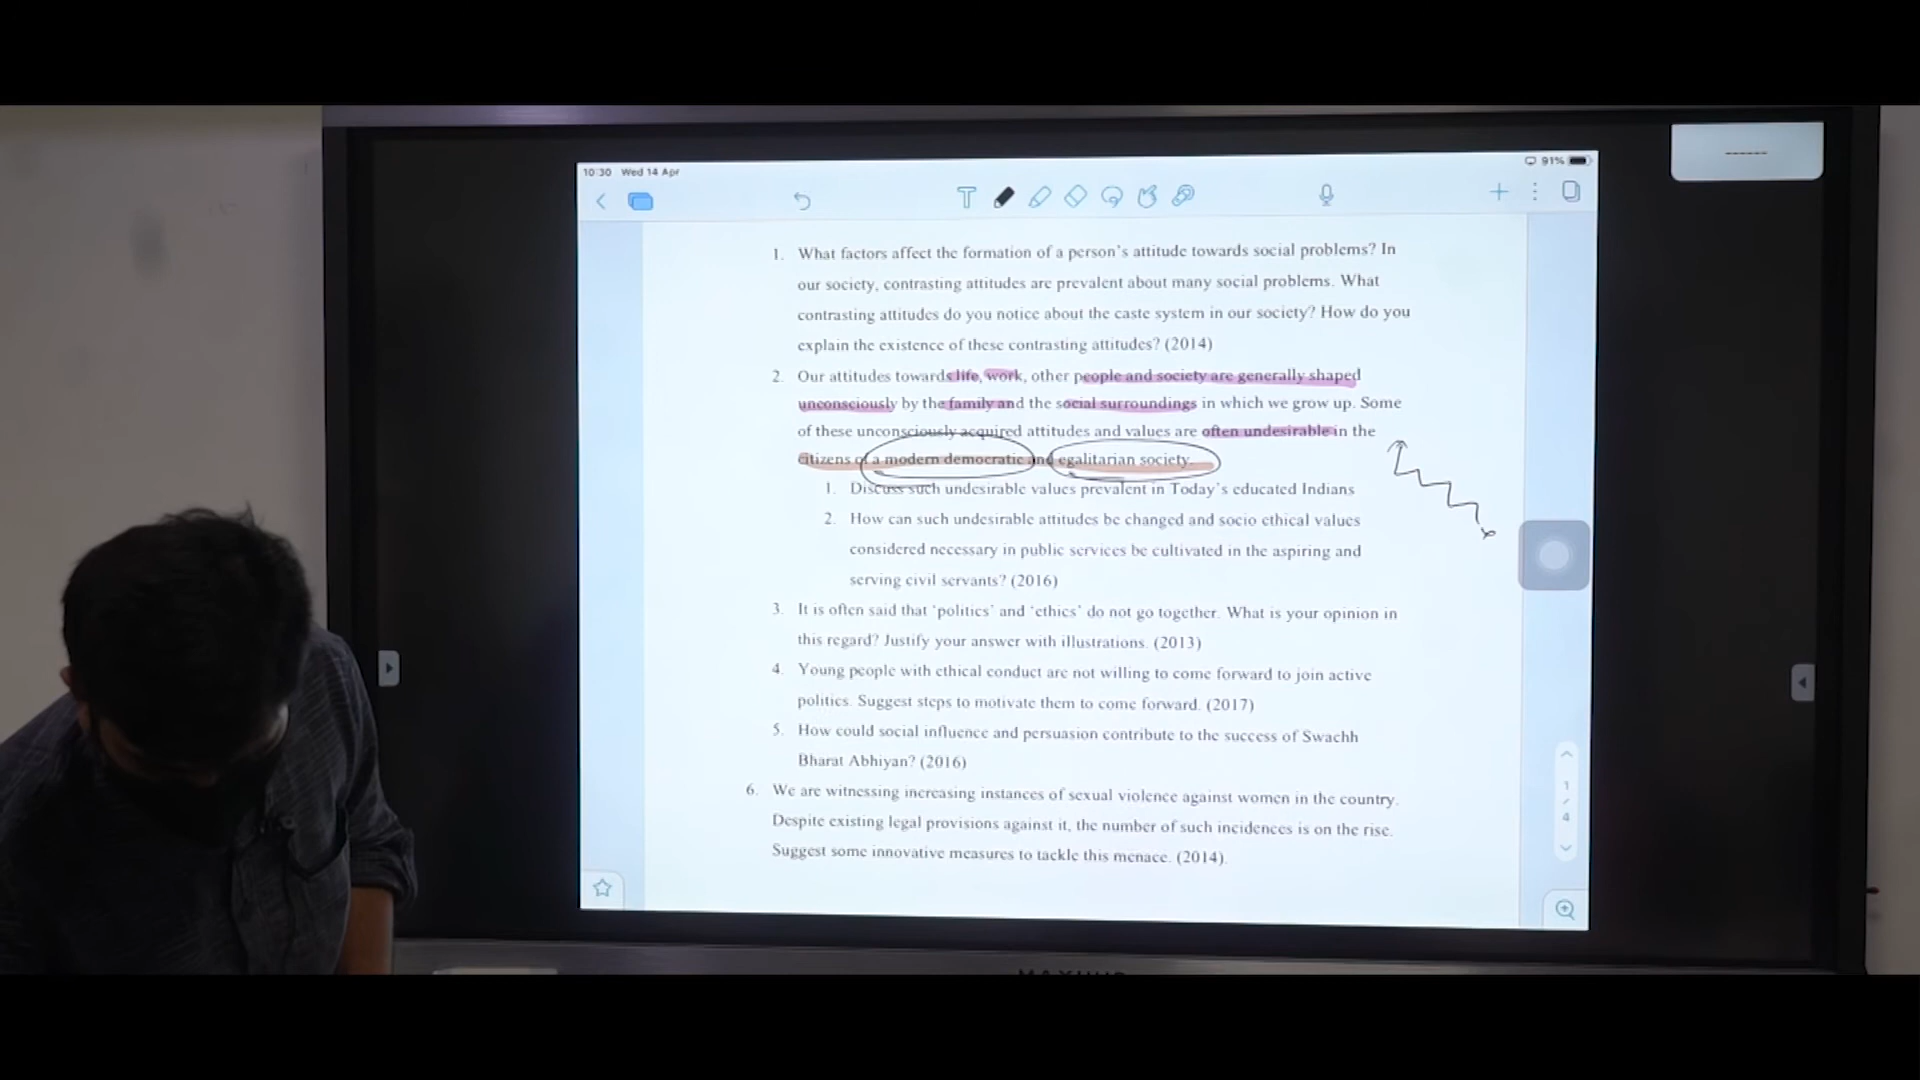 10:30 Wed 14 Apr
91%
T
1. What factors affect the formation of a person's attitude towards social problems? In
our society, contrasting attitudes are prevalent about many social problems. What
contrasting attitudes do you notice about the caste system in our society? How do you
explain the existence of these contrasting attitudes? (2014)
2. Our attitudes towards life, work, other people and society are generally shaped
unconsciously by the family and the social surroundings in which we grow up. Some
of these unconsciously acquired attitudes and values are often undesirable in the
citizens of a modern democratic and egalitarian society.
1. Discuss such undesirable values prevalent in Today's educated Indians
2. How can such undesirable attitudes be changed and socio ethical values
considered necessary in public services be cultivated in the aspiring and
serving civil servants? (2016)
3. It is often said that 'politics' and 'ethics' do not go together. What is your opinion in
this regard? Justify your answer with illustrations. (2013)
4. Young people with ethical conduct are not willing to come forward to join active
politics. Suggest steps to motivate them to come forward. (2017)
5. How could social influence and persuasion contribute to the success of Swachh
Bharat Abhiyan? (2016)
6. We are witnessing increasing instances of sexual violence against women in the country.
Despite existing legal provisions against it, the number of such incidences is on the rise.
Suggest some innovative measures to tackle this menace. (2014).
1
/
4